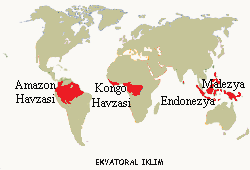 Amazon
Havzasi
Kongo
Havzasi
Malezya
Endonezya
EKVATORAL IKLIM